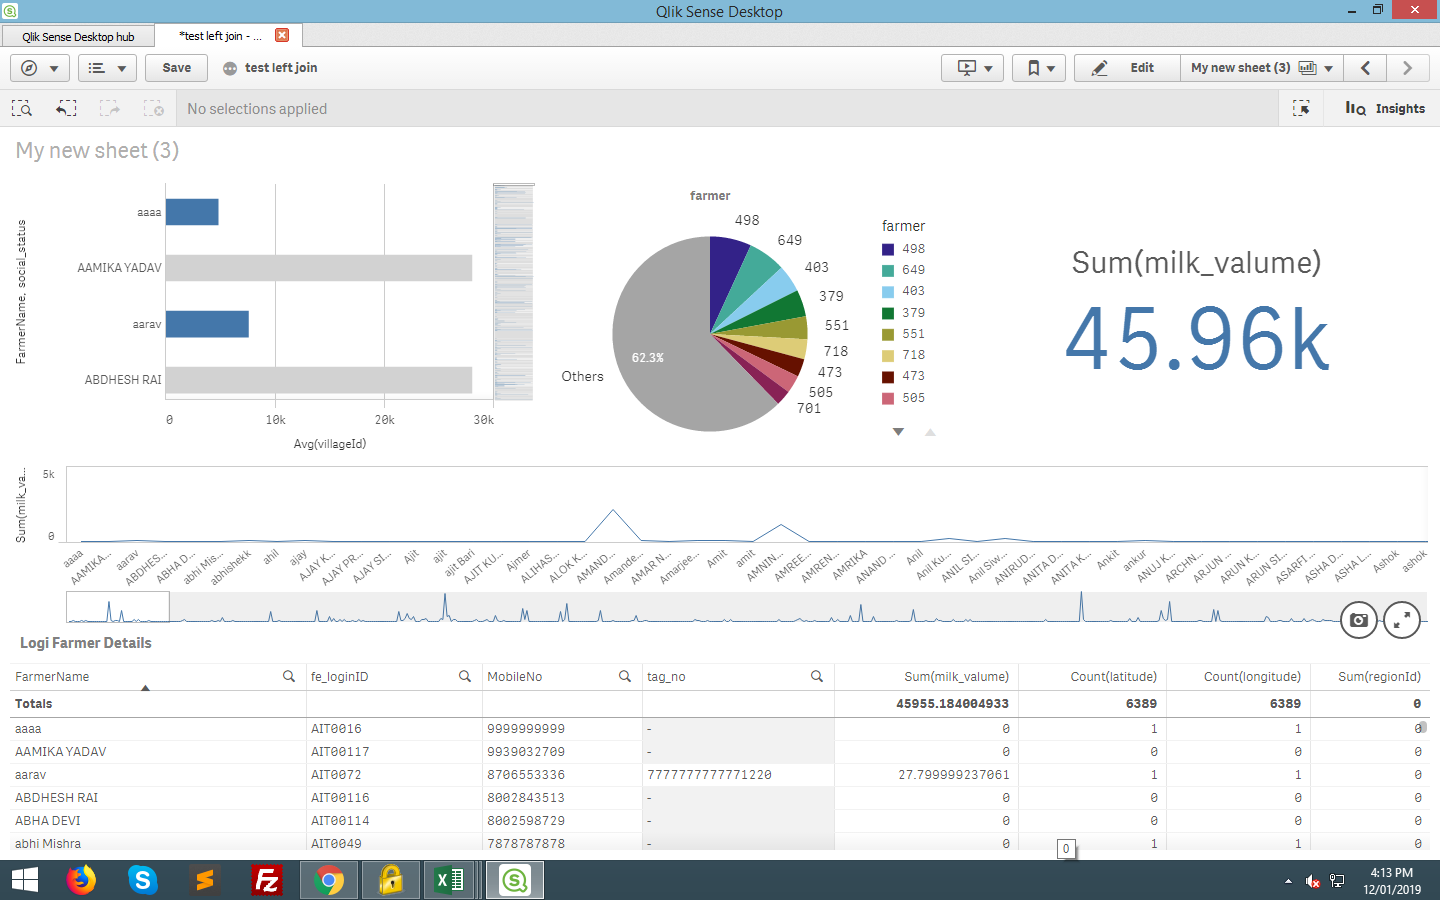 Qlik Sense Desktop
Qlik Sense Desktop hub
*test left join - ...
Save
test left join
Edit
My new sheet (3)
No selections applied
Insights
My new sheet (3)
FarmerName, social_status
aaaa
AAMIKA YADAV
aarav
ABDHESH RAI
0 10k 20k 30k
Avg(villageId)
farmer
498
649
403
379
551
718
473
505
701
Others
62.3%
farmer
498
649
403
379
551
718
473
505
Sum(milk_valume)
45.96k
Sum(milk_va...
5k
0
aaaa
AAMIKA...
aarav
ABDHES...
ABHA D...
abhi Mis...
abhishekk
ahil
ajay
AJAY K...
AJAY PR...
AJAY SI...
Ajit
ajit
ajit Bari
AJIT KU...
Ajmer
ALIHAS...
ALOK K...
AMAND...
Amande...
AMAR N...
Amarjee...
Amit
amit
AMNIN...
AMREE...
AMREN...
AMRIKA
ANAND ...
Anil
Anil Ku...
ANIL SI...
Anil Siw...
ANIRUD...
ANITA D...
ANITA K...
Ankit
ankur
ANUJ K...
ARCHN...
ARJUN ...
ARUN K...
ARUN SI...
ASARFI ...
ASHA D...
ASHA L...
Ashok
ashok
Logi Farmer Details
FarmerName fe_loginID MobileNo tag_no Sum(milk_valume) Count(latitude) Count(longitude) Sum(regionId)
Totals 45955.184004933 6389 6389 0
aaaa AIT0016 9999999999 - 0 1 1 0
AAMIKA YADAV AIT00117 9939032709 - 0 0 0 0
aarav AIT0072 8706553336 7777777777771220 27.799999237061 1 1 0
ABDHESH RAI AIT00116 8002843513 - 0 0 0 0
ABHA DEVI AIT00114 8002598729 - 0 0 0 0
abhi Mishra AIT0049 7878787878 - 0 1 1 0
0
4:13 PM
12/01/2019